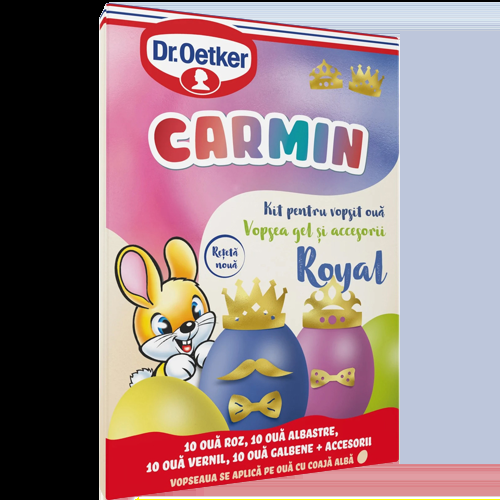 Dr. Oetker
CARMIN
Kit pentru vopsit ouă
Vopsea gel și accesorii
Royal
Rețetă
nouă
10 OUĂ ROZ, 10 OUĂ ALBASTRE,
10 OUĂ VERNIL, 10 OUĂ GALBENE + ACCESORII
VOPSEAUA SE APLICĂ PE OUĂ CU COAJĂ ALBĂ